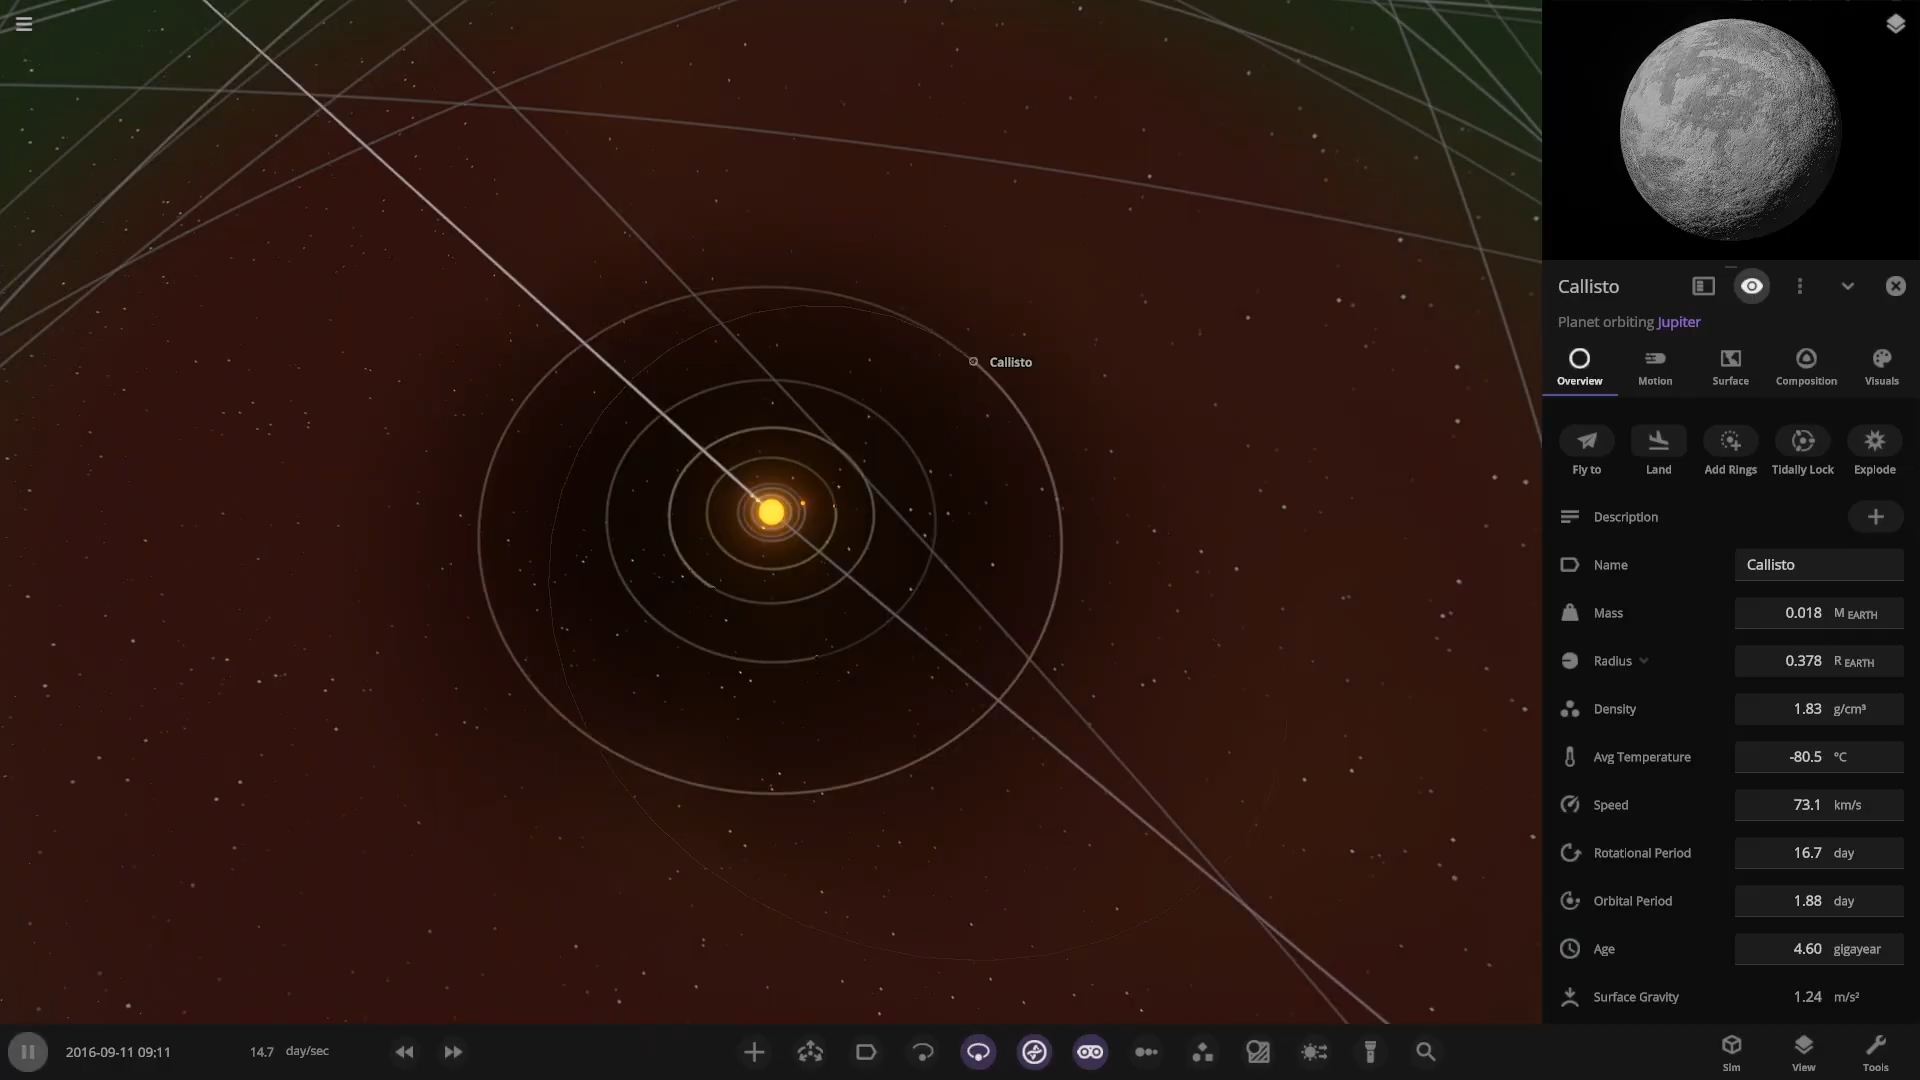 Callisto
Callisto
Planet orbiting Jupiter
Overview Motion Surface Composition Visuals
Fly to Land Add Rings Tidally Lock Explode
Description
Name Callisto
Mass 0.018 M EARTH
Radius 0.378 R EARTH
Density 1.83 g/cm³
Avg Temperature -80.5 °C
Speed 73.1 km/s
Rotational Period 16.7 day
Orbital Period 1.88 day
Age 4.60 gigayear
Surface Gravity 1.24 m/s²
2016-09-11 09:11 14.7 day/sec
Sim View Tools